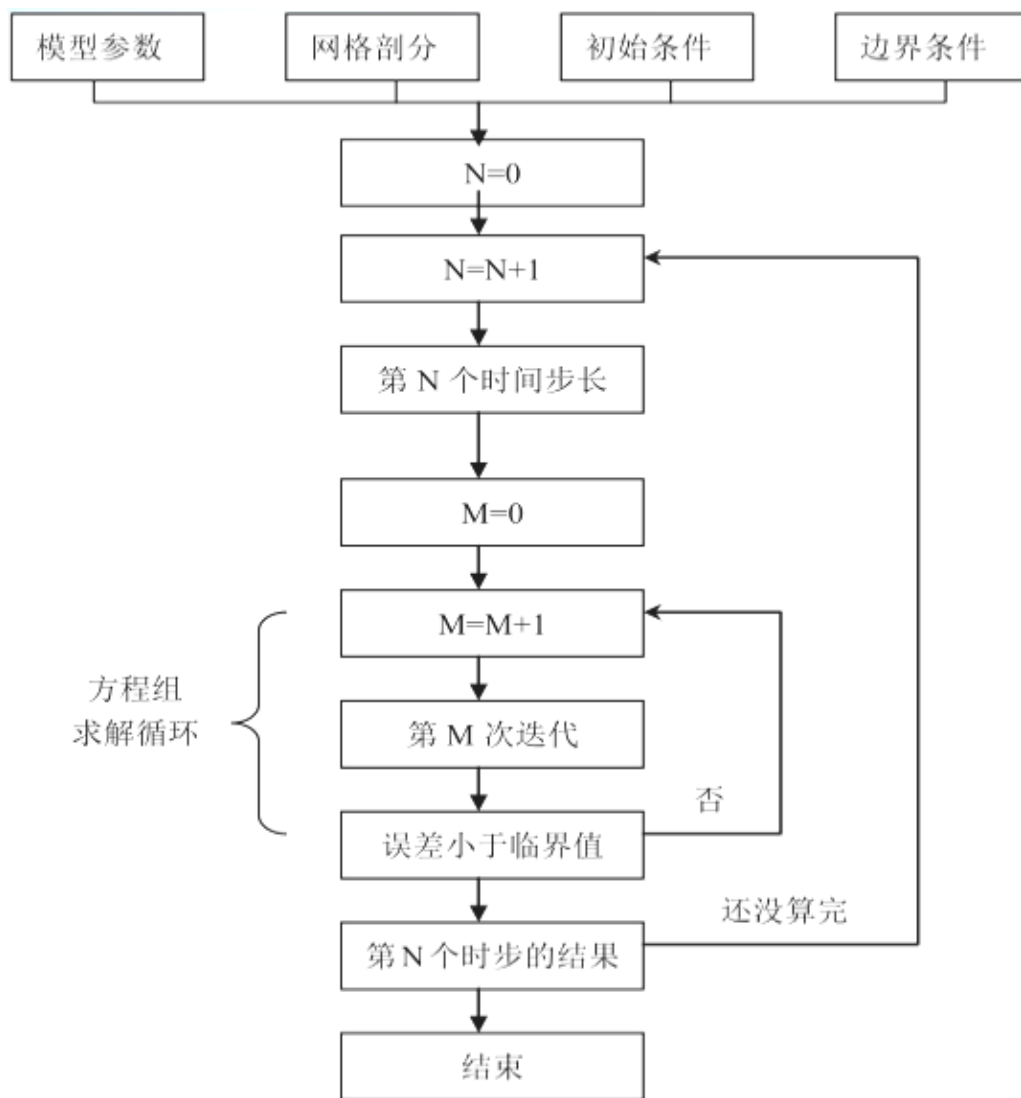 模型参数
网格剖分
初始条件
边界条件
N=0
N=N+1
第 N 个时间步长
M=0
M=M+1
方程组
求解循环
第 M 次迭代
否
误差小于临界值
还没算完
第 N 个时步的结果
结束